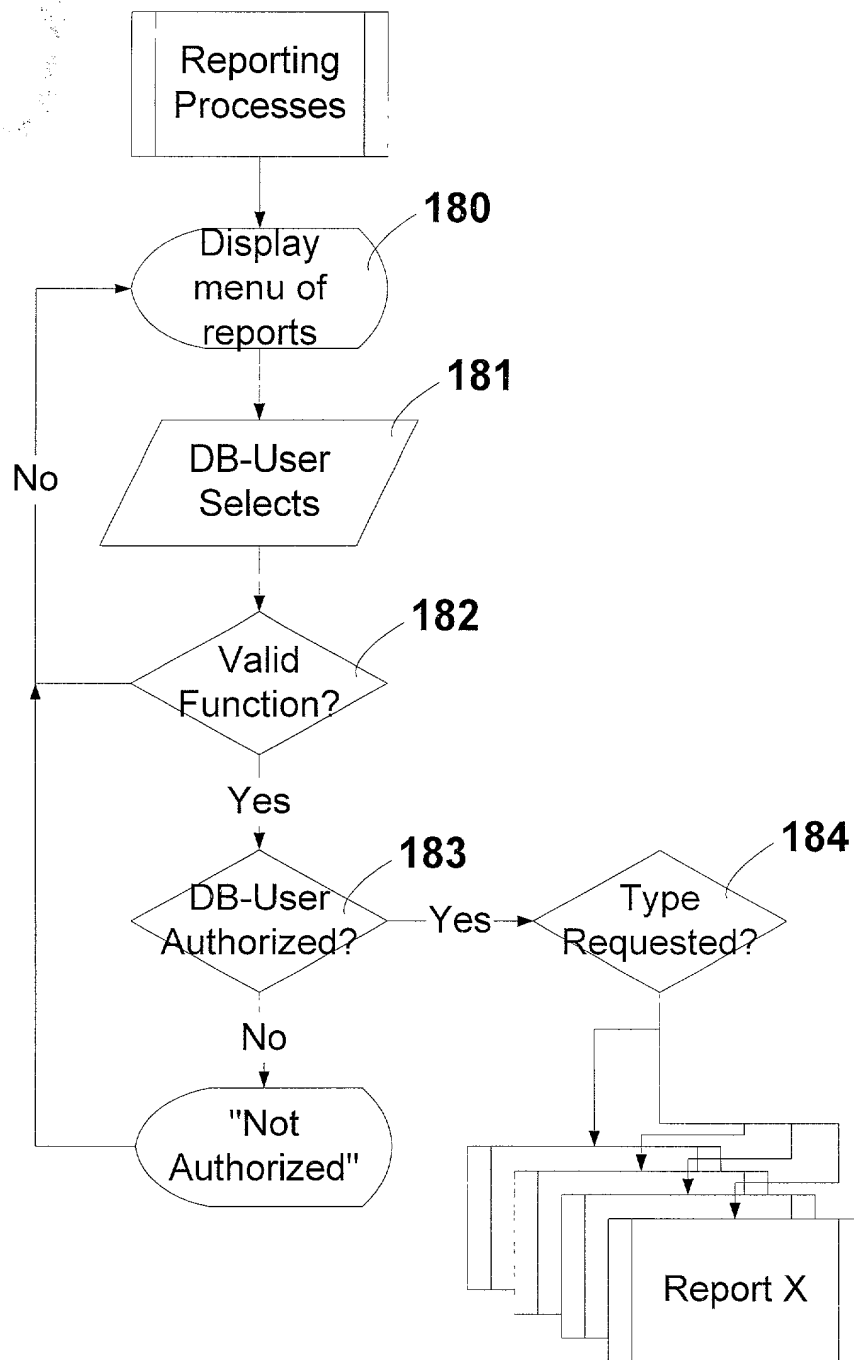 Reporting
Processes
180
Display
menu of
reports
181
DB-User
Selects
No
182
Valid
Function?
Yes
183
DB-User
Authorized?
Yes
184
Type
Requested?
No
"Not
Authorized"
Report X